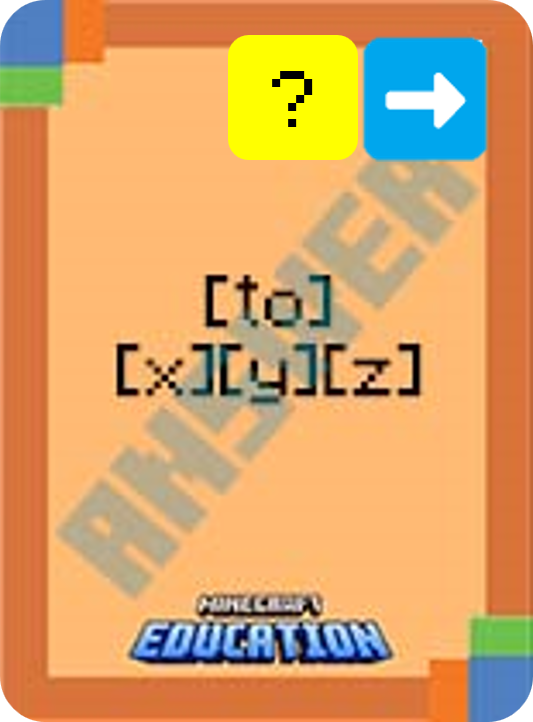 ?
[to]
[x][y][z]
ANSWER
MINECRAFT
EDUCATION